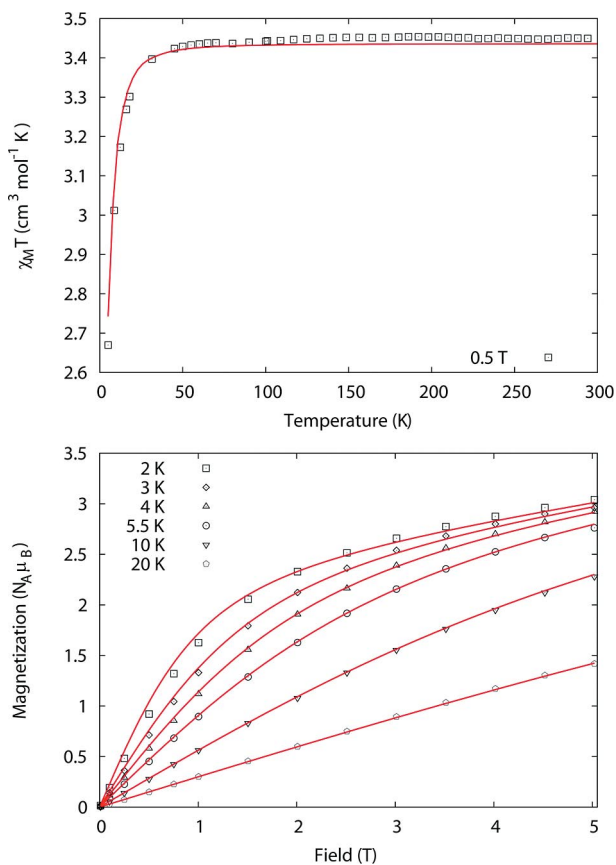 3.5
3.4
3.3
3.2
3.1
3
2.9
2.8
2.7
2.6
χMT (cm³ mol⁻¹ K)
0.5 T
0 50 100 150 200 250 300
Temperature (K)
3.5
3
2.5
2
1.5
1
0.5
0
Magnetization (NAμB)
2 K
3 K
4 K
5.5 K
10 K
20 K
0 1 2 3 4 5
Field (T)